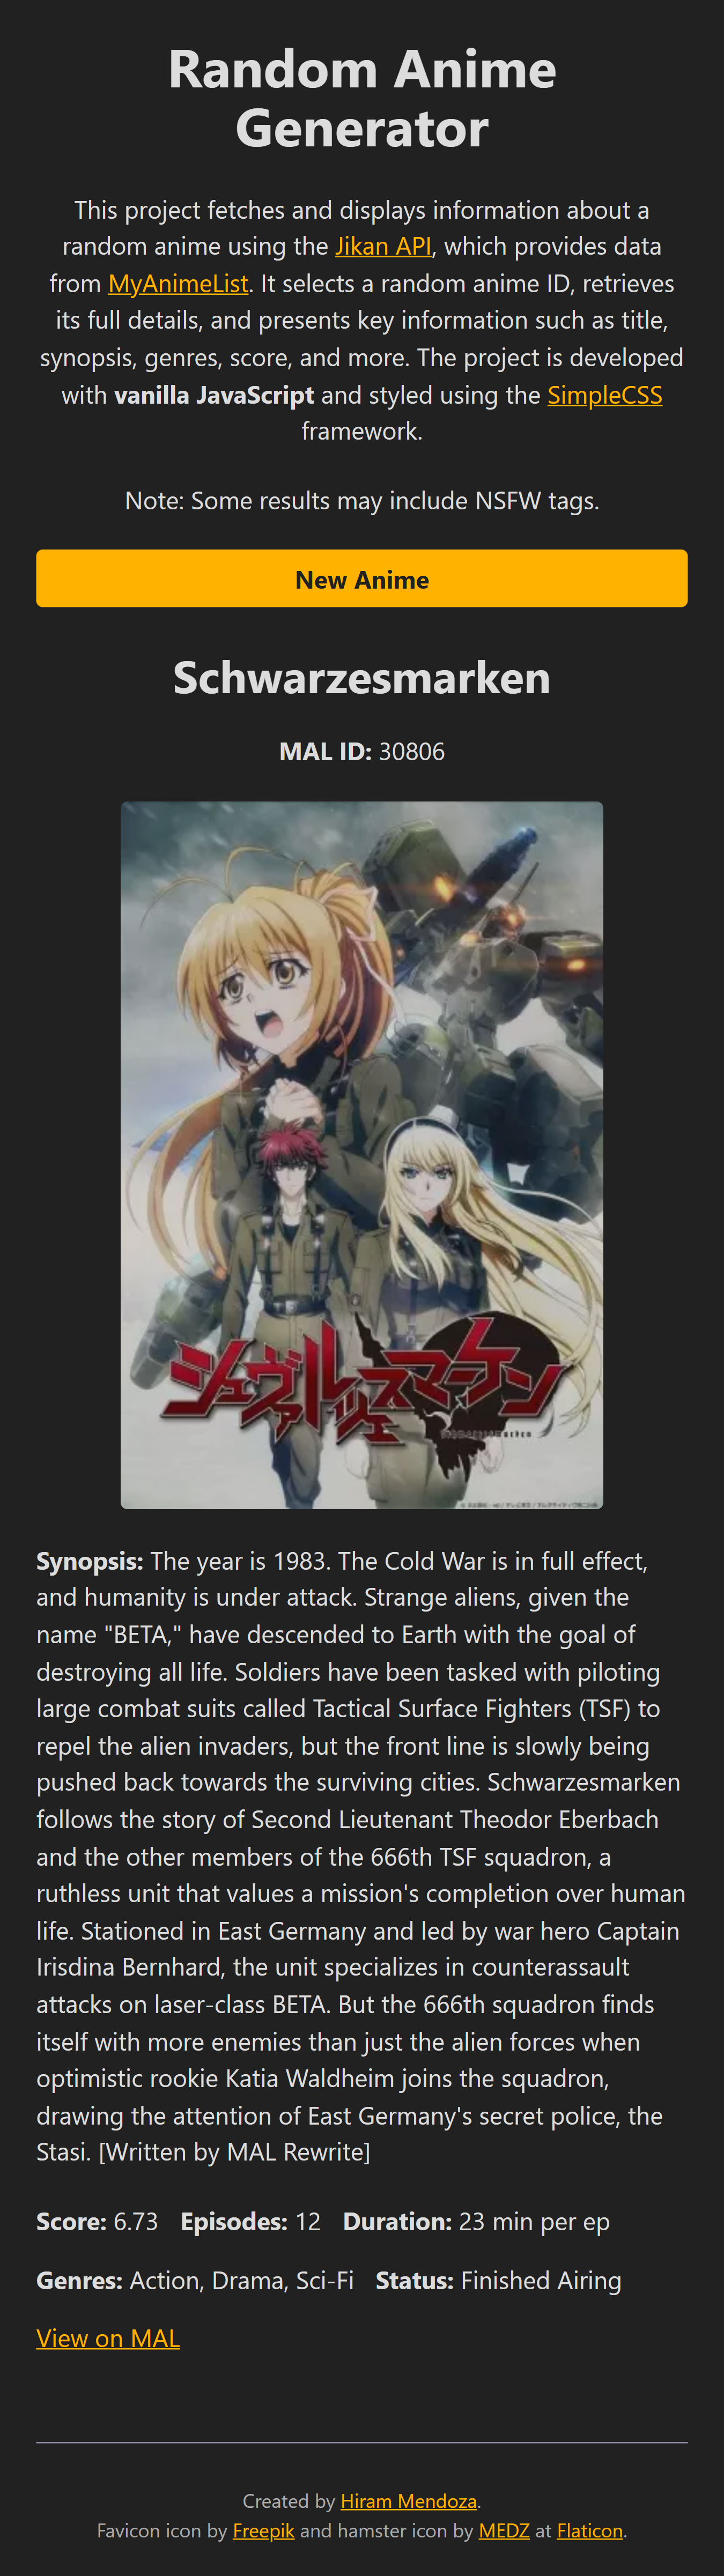 Random Anime
Generator
This project fetches and displays information about a
random anime using the Jikan API, which provides data
from MyAnimeList. It selects a random anime ID, retrieves
its full details, and presents key information such as title,
synopsis, genres, score, and more. The project is developed
with vanilla JavaScript and styled using the SimpleCSS
framework.
Note: Some results may include NSFW tags.
New Anime
Schwarzesmarken
MAL ID: 30806
シュヴァルツェスマーケン
Synopsis: The year is 1983. The Cold War is in full effect,
and humanity is under attack. Strange aliens, given the
name "BETA," have descended to Earth with the goal of
destroying all life. Soldiers have been tasked with piloting
large combat suits called Tactical Surface Fighters (TSF) to
repel the alien invaders, but the front line is slowly being
pushed back towards the surviving cities. Schwarzesmarken
follows the story of Second Lieutenant Theodor Eberbach
and the other members of the 666th TSF squadron, a
ruthless unit that values a mission's completion over human
life. Stationed in East Germany and led by war hero Captain
Irisdina Bernhard, the unit specializes in counterassault
attacks on laser-class BETA. But the 666th squadron finds
itself with more enemies than just the alien forces when
optimistic rookie Katia Waldheim joins the squadron,
drawing the attention of East Germany's secret police, the
Stasi. [Written by MAL Rewrite]
Score: 6.73 Episodes: 12 Duration: 23 min per ep
Genres: Action, Drama, Sci-Fi Status: Finished Airing
View on MAL
Created by Hiram Mendoza.
Favicon icon by Freepik and hamster icon by MEDZ at Flaticon.